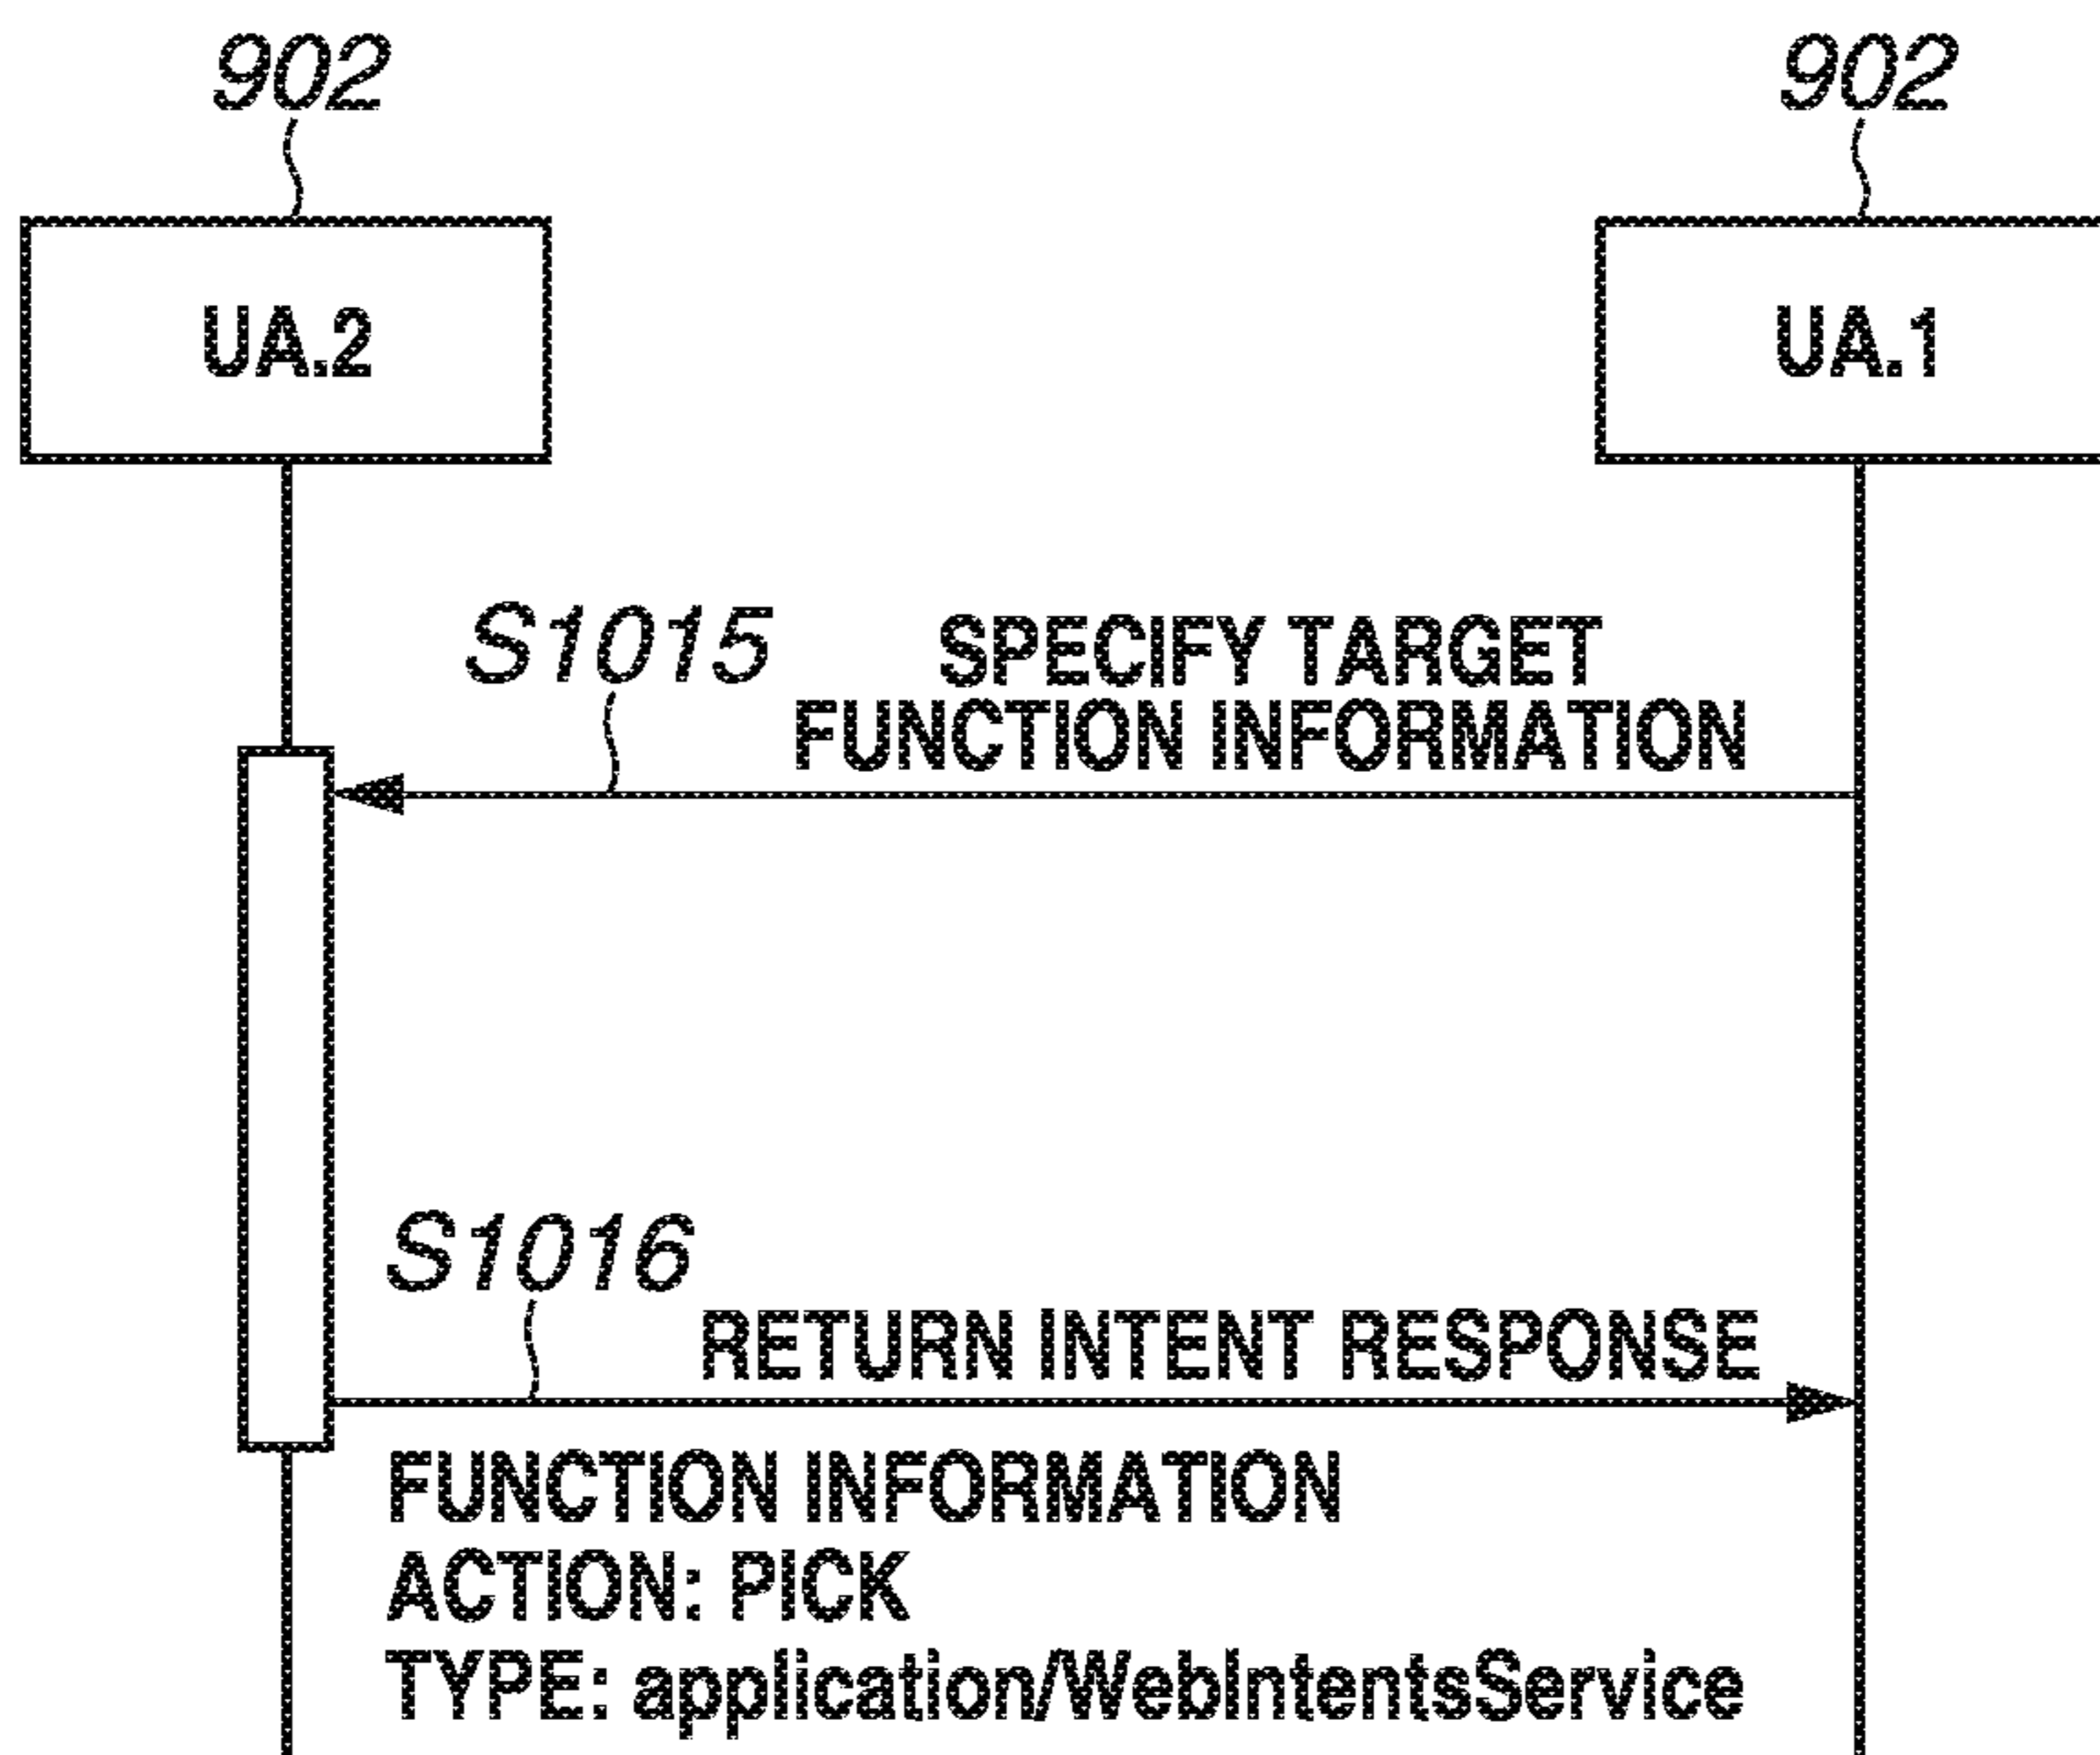 902
902
UA.2
UA.1
S1015
SPECIFY TARGET
FUNCTION INFORMATION
S1016
RETURN INTENT RESPONSE
FUNCTION INFORMATION
ACTION: PICK
TYPE: application/WebIntentsService